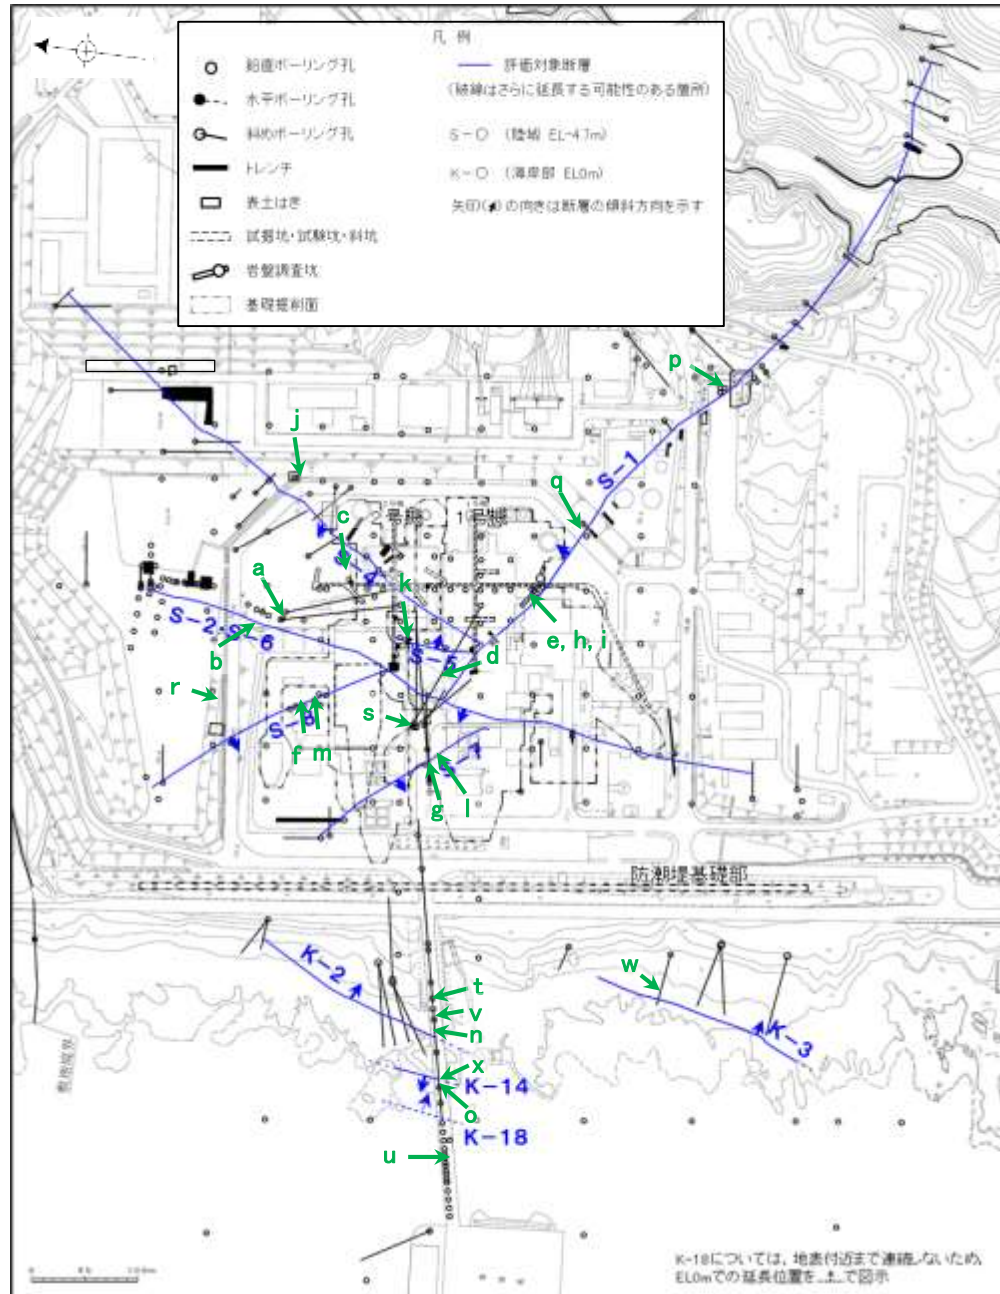 凡 例
鉛直ボーリング孔
水平ボーリング孔
斜めボーリング孔
トレンチ
表土はぎ
試掘坑・試験坑・斜坑
岩盤調査坑
基礎掘削面
評価対象断層
(破線はさらに延長する可能性のある箇所)
S-○ (陸域 EL-4.7m)
K-○ (海岸部 EL0m)
矢印( )の向きは断層の傾斜方向を示す
p
j
S-1
q
c
2号機
1号機
S-4
a
k
S-2・S-6
b
S-5
d
e, h, i
r
S-8
f
m
s
S-7
g
l
防潮堤基礎部
K-2
t
v
n
w
K-3
x
K-14
o
K-18
u
敷地境界
0
100m
K-18については、地表付近まで連続しないため、
EL0mでの延長位置を で図示